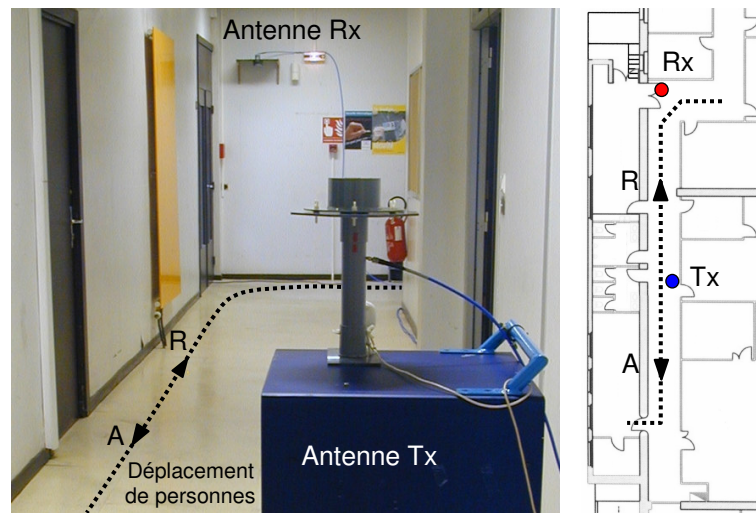 Antenne Rx
R
A
Déplacement
de personnes
Antenne Tx
Rx
R
Tx
A